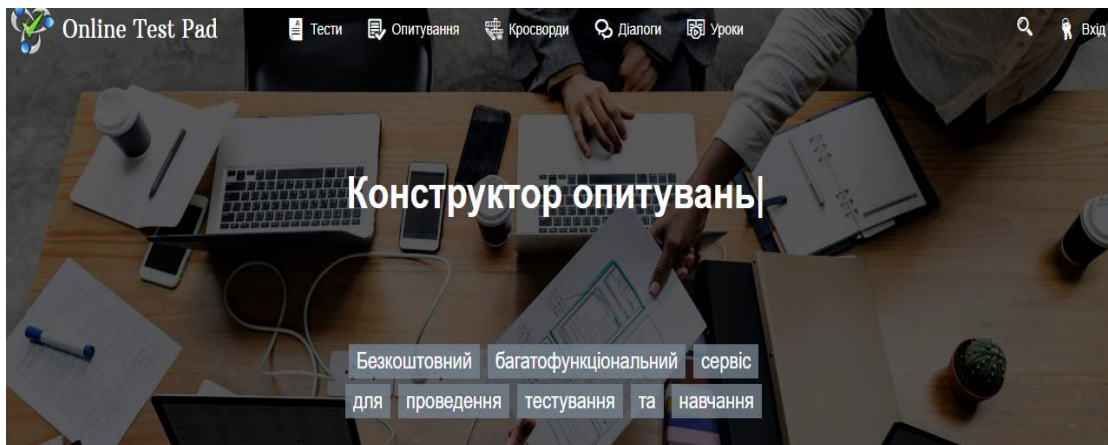 Online Test Pad Тести Опитування Кросворди Діалоги Уроки Вхід
Конструктор опитувань|
Безкоштовний багатофункціональний сервіс
для проведення тестування та навчання